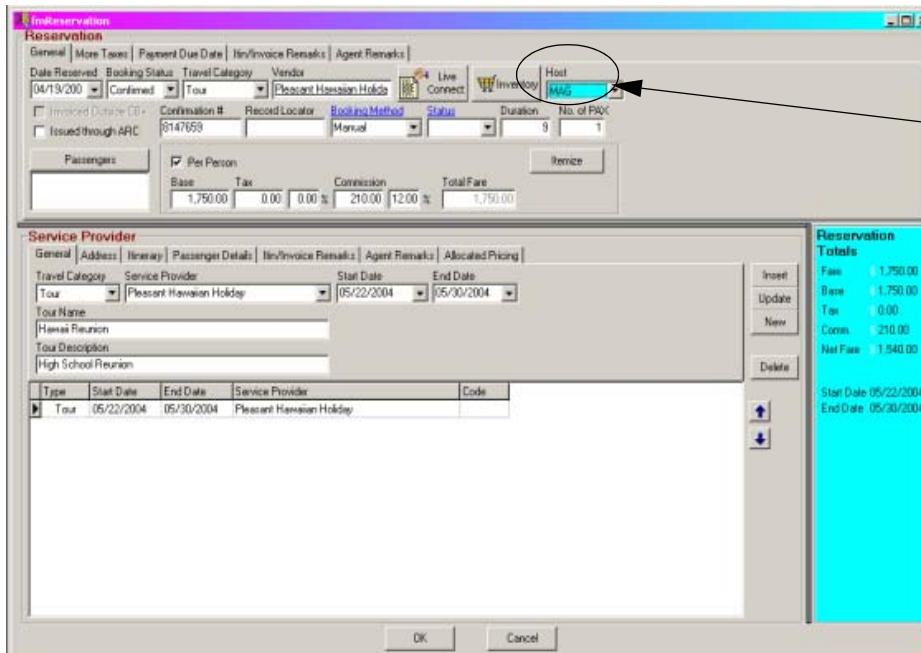 fmReservation
Reservation
General More Taxes Payment Due Date Itin/Invoice Remarks Agent Remarks
Date Reserved Booking Status Travel Category Vendor Live Connect Inventory Host
04/19/200 Confirmed Tour Pleasant Hawaiian Holida MAG
Invoiced Outside CB+ Confirmation # Record Locator Booking Method Status Duration No. of PAX
Issued through ARC 8147659 Manual 9 1
Passengers Per Person Itemize
Base Tax Commission Total Fare
1,750.00 0.00 0.00 % 210.00 12.00 % 1,750.00
Service Provider
General Address Itinerary Passenger Details Itin/Invoice Remarks Agent Remarks Allocated Pricing
Travel Category Service Provider Start Date End Date
Tour Pleasant Hawaiian Holiday 05/22/2004 05/30/2004
Tour Name
Hawaii Reunion
Tour Description
High School Reunion
Insert
Update
New
Delete
Type Start Date End Date Service Provider Code
Tour 05/22/2004 05/30/2004 Pleasant Hawaiian Holiday
Reservation
Totals
Fare 1,750.00
Base 1,750.00
Tax 0.00
Comm. 210.00
Net Fare 1,540.00
Start Date 05/22/2004
End Date 05/30/2004
OK Cancel